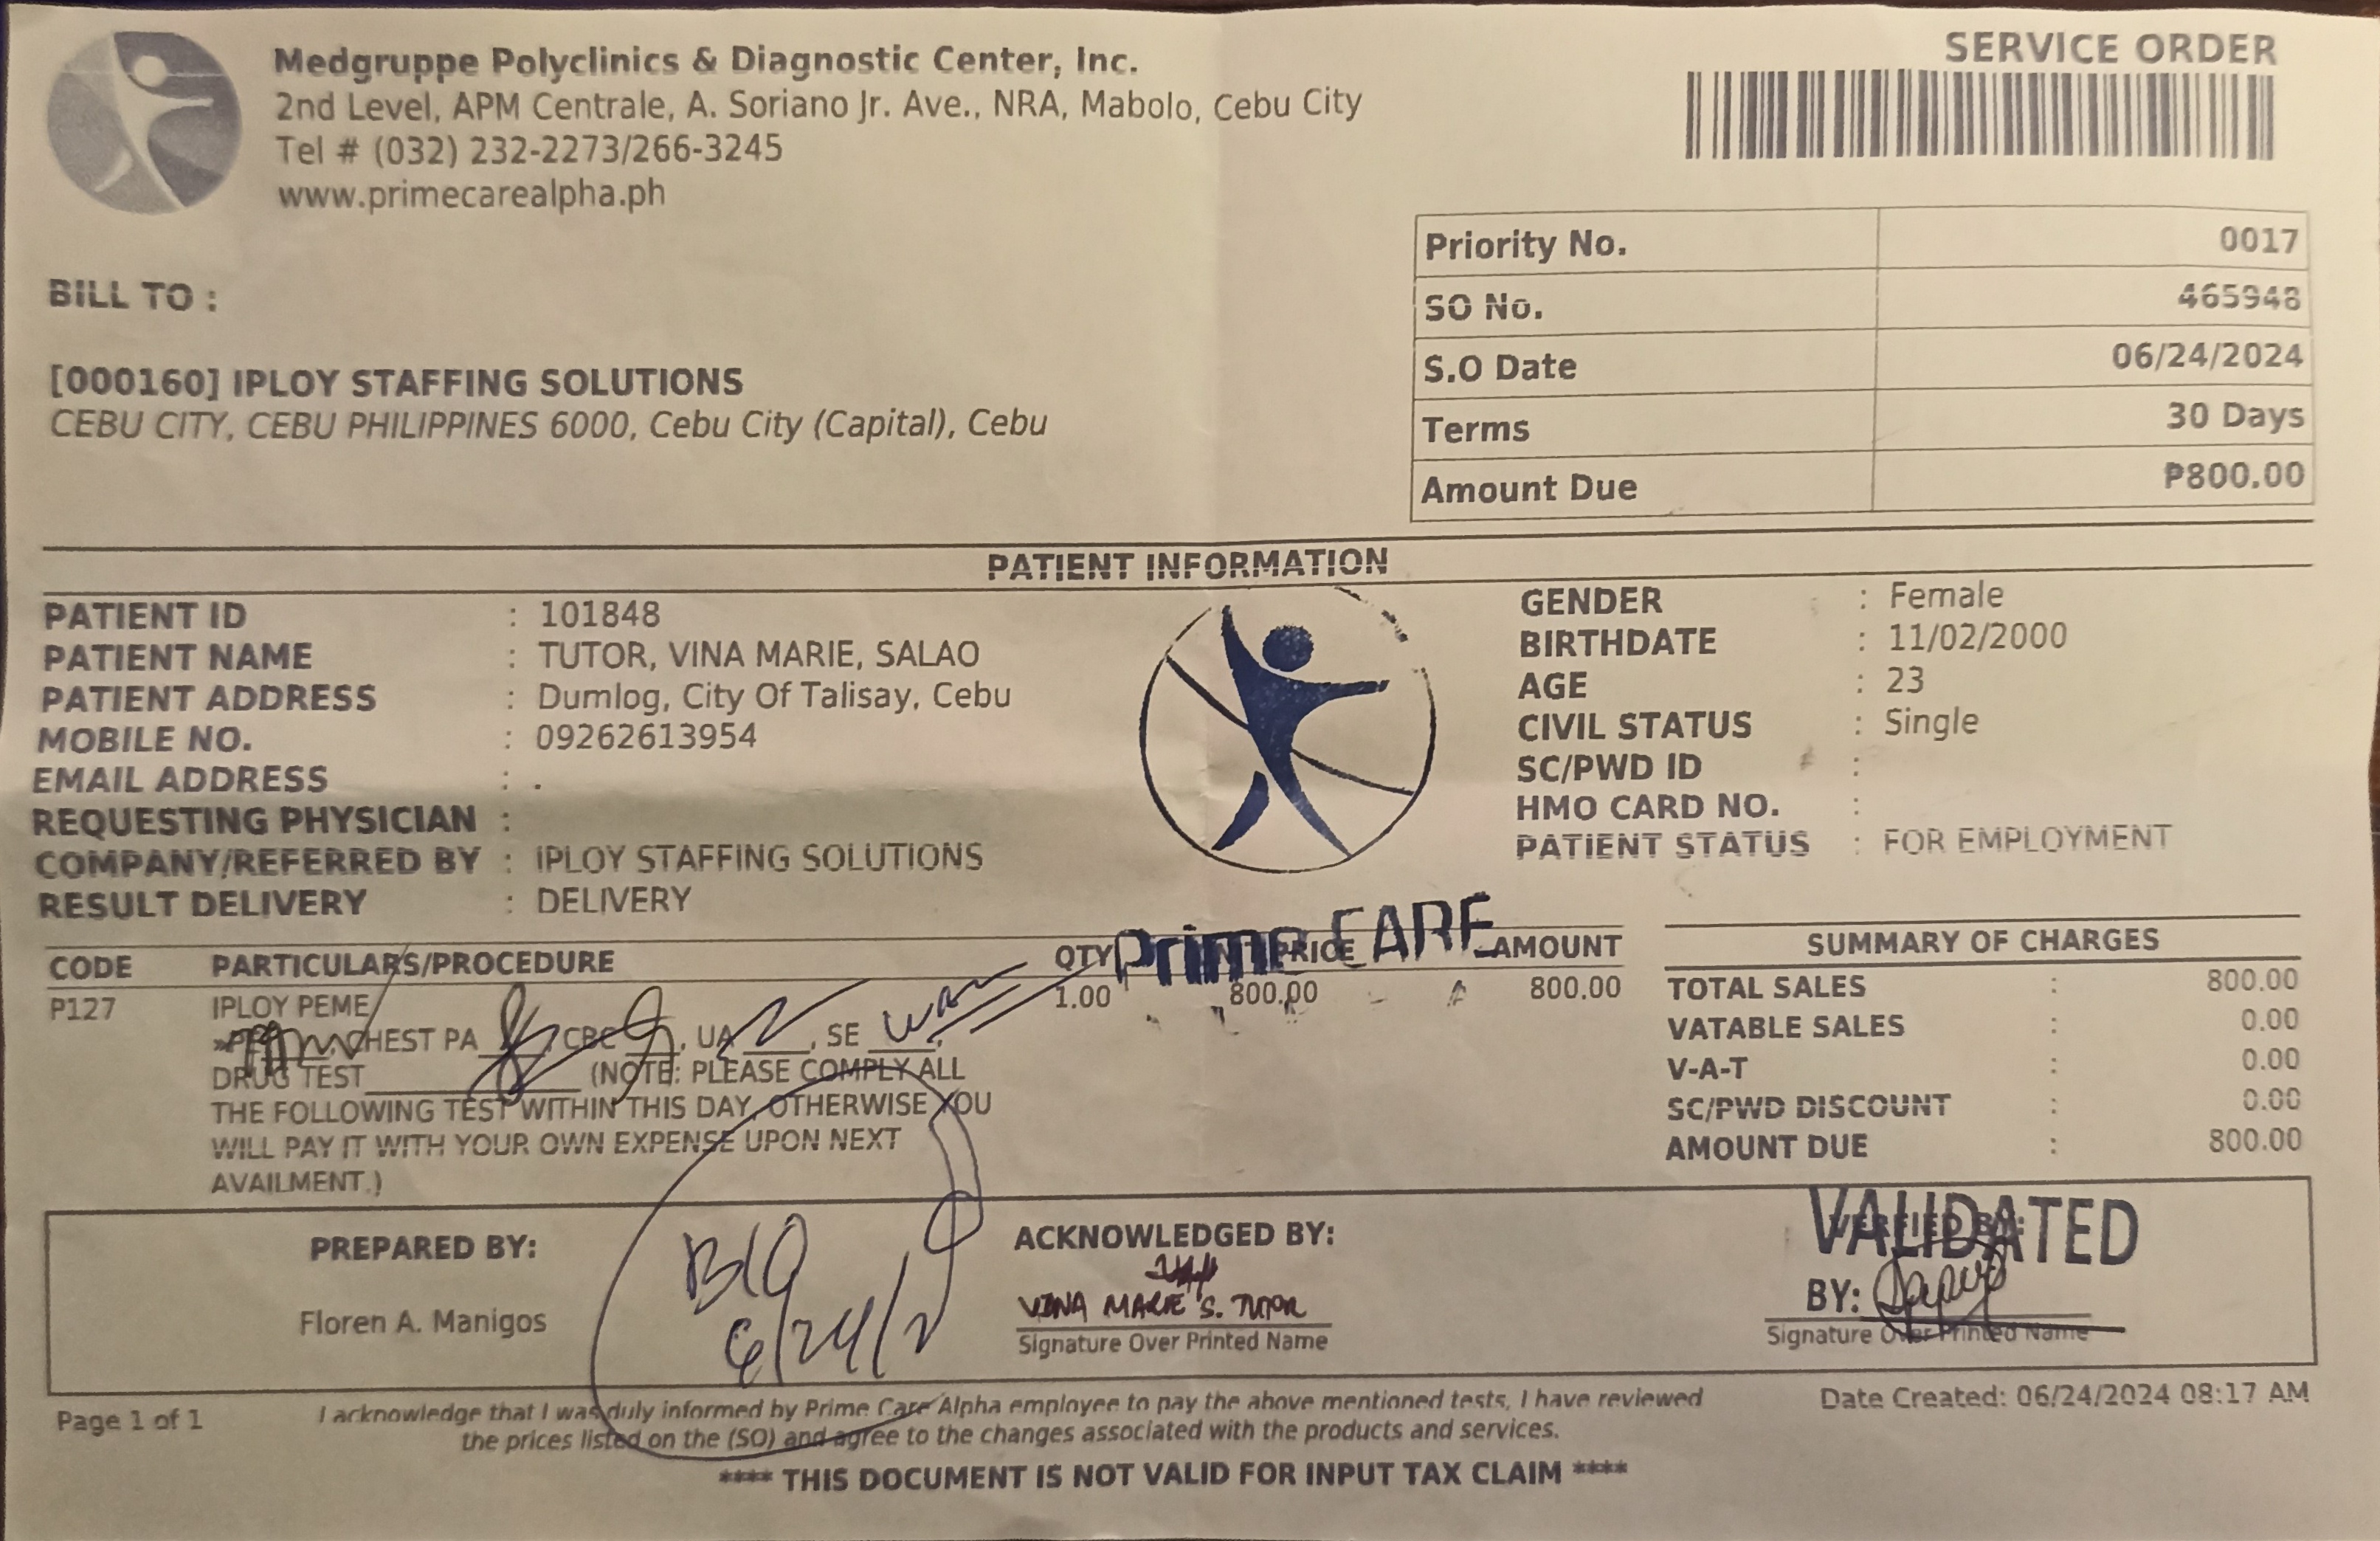 Medgruppe Polyclinics & Diagnostic Center, Inc.
2nd Level, APM Centrale, A. Soriano Jr. Ave., NRA, Mabolo, Cebu City
Tel # (032) 232-2273/266-3245
www.primecarealpha.ph
SERVICE ORDER
Priority No. 0017
SO No. 465948
S.O Date 06/24/2024
Terms 30 Days
Amount Due ₱800.00
BILL TO :
[000160] IPLOY STAFFING SOLUTIONS
CEBU CITY, CEBU PHILIPPINES 6000, Cebu City (Capital), Cebu
PATIENT INFORMATION
PATIENT ID : 101848
PATIENT NAME : TUTOR, VINA MARIE, SALAO
PATIENT ADDRESS : Dumlog, City Of Talisay, Cebu
MOBILE NO. : 09262613954
EMAIL ADDRESS : .
REQUESTING PHYSICIAN :
COMPANY/REFERRED BY : IPLOY STAFFING SOLUTIONS
RESULT DELIVERY : DELIVERY
GENDER : Female
BIRTHDATE : 11/02/2000
AGE : 23
CIVIL STATUS : Single
SC/PWD ID :
HMO CARD NO. :
PATIENT STATUS : FOR EMPLOYMENT
Prime CARE
CODE PARTICULARS/PROCEDURE QTY PRICE AMOUNT
P127 IPLOY PEME 1.00 800.00 800.00
CHEST PA, CBC, UA, SE
DRUG TEST (NOTE: PLEASE COMPLY ALL
THE FOLLOWING TEST WITHIN THIS DAY, OTHERWISE YOU
WILL PAY IT WITH YOUR OWN EXPENSE UPON NEXT
AVAILMENT.)
SUMMARY OF CHARGES
TOTAL SALES : 800.00
VATABLE SALES : 0.00
V-A-T : 0.00
SC/PWD DISCOUNT : 0.00
AMOUNT DUE : 800.00
PREPARED BY:
Floren A. Manigos
6/24/2
ACKNOWLEDGED BY:
VINA MARIE S. TUTOR
Signature Over Printed Name
VALIDATED
BY:
Signature Over Printed Name
Page 1 of 1
I acknowledge that I was duly informed by Prime Care Alpha employee to pay the above mentioned tests, I have reviewed
the prices listed on the (SO) and agree to the changes associated with the products and services.
Date Created: 06/24/2024 08:17 AM
**** THIS DOCUMENT IS NOT VALID FOR INPUT TAX CLAIM ****